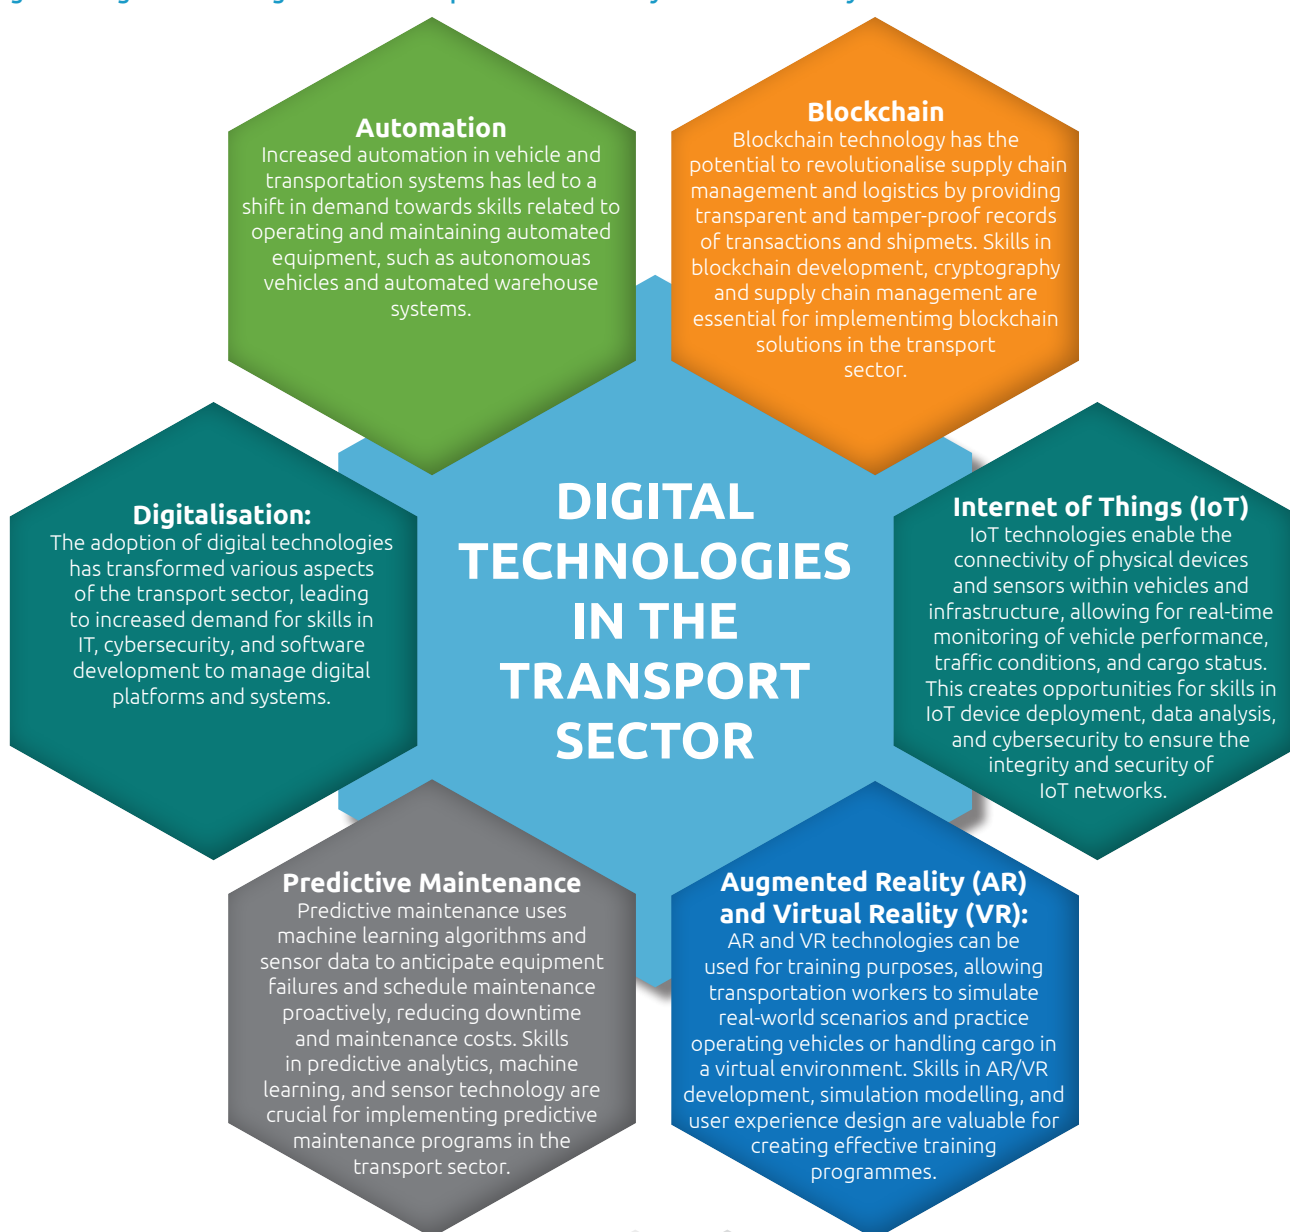 Automation
Increased automation in vehicle and
transportation systems has led to a
shift in demand towards skills related to
operating and maintaining automated
equipment, such as autonomouas
vehicles and automated warehouse
systems.
Blockchain
Blockchain technology has the
potential to revolutionalise supply chain
management and logistics by providing
transparent and tamper-proof records
of transactions and shipmets. Skills in
blockchain development, cryptography
and supply chain management are
essential for implementimg blockchain
solutions in the transport
sector.
Digitalisation:
The adoption of digital technologies
has transformed various aspects
of the transport sector, leading
to increased demand for skills in
IT, cybersecurity, and software
development to manage digital
platforms and systems.
DIGITAL
TECHNOLOGIES
IN THE
TRANSPORT
SECTOR
Internet of Things (IoT)
IoT technologies enable the
connectivity of physical devices
and sensors within vehicles and
infrastructure, allowing for real-time
monitoring of vehicle performance,
traffic conditions, and cargo status.
This creates opportunities for skills in
IoT device deployment, data analysis,
and cybersecurity to ensure the
integrity and security of
IoT networks.
Predictive Maintenance
Predictive maintenance uses
machine learning algorithms and
sensor data to anticipate equipment
failures and schedule maintenance
proactively, reducing downtime
and maintenance costs. Skills
in predictive analytics, machine
learning, and sensor technology are
crucial for implementing predictive
maintenance programs in the
transport sector.
Augmented Reality (AR)
and Virtual Reality (VR):
AR and VR technologies can be
used for training purposes, allowing
transportation workers to simulate
real-world scenarios and practice
operating vehicles or handling cargo in
a virtual environment. Skills in AR/VR
development, simulation modelling, and
user experience design are valuable for
creating effective training
programmes.